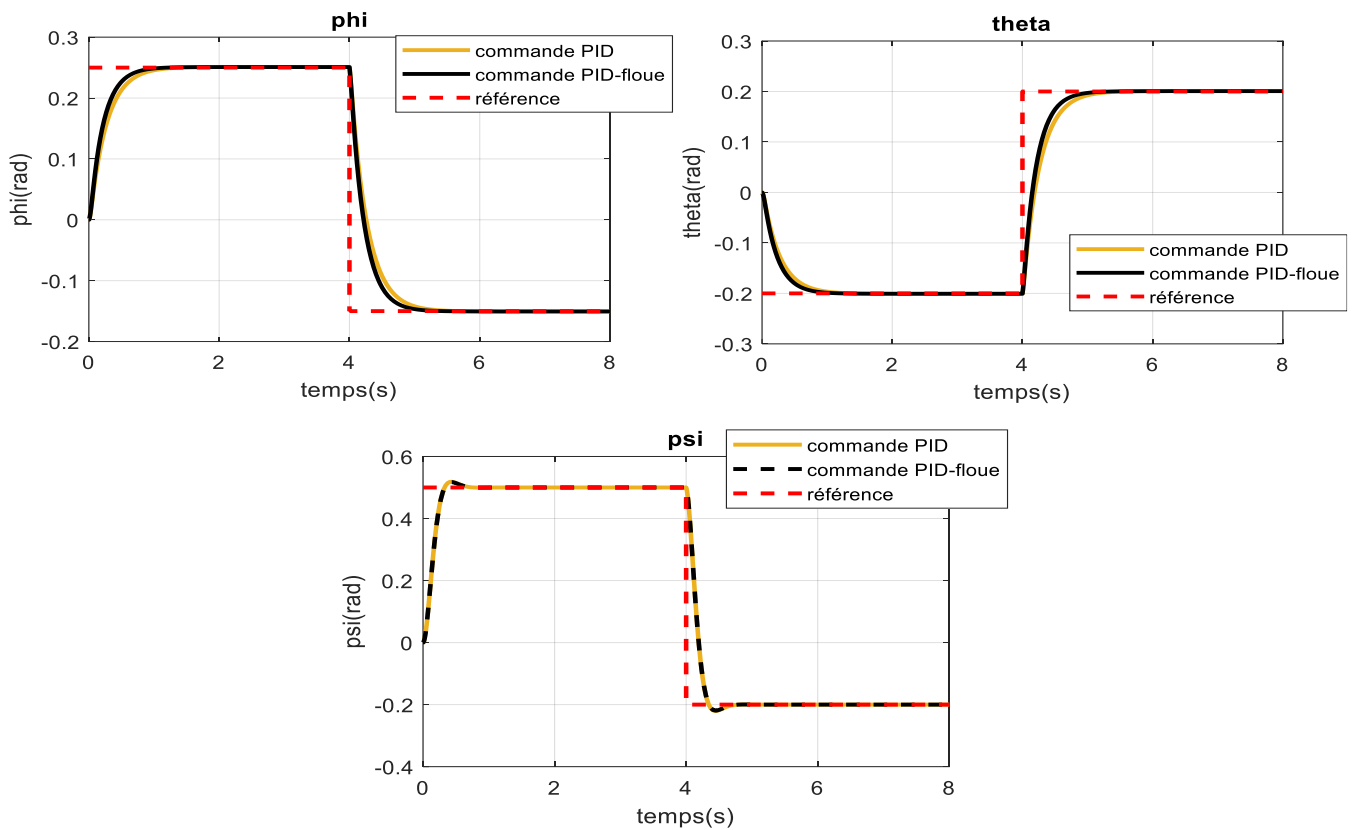 phi
commande PID
commande PID-floue
référence
0.3
0.2
0.1
0
-0.1
-0.2
phi(rad)
0 2 4 6 8
temps(s)
theta
0.3
0.2
0.1
0
-0.1
-0.2
-0.3
theta(rad)
commande PID
commande PID-floue
référence
0 2 4 6 8
temps(s)
psi
commande PID
commande PID-floue
référence
0.6
0.4
0.2
0
-0.2
-0.4
psi(rad)
0 2 4 6 8
temps(s)